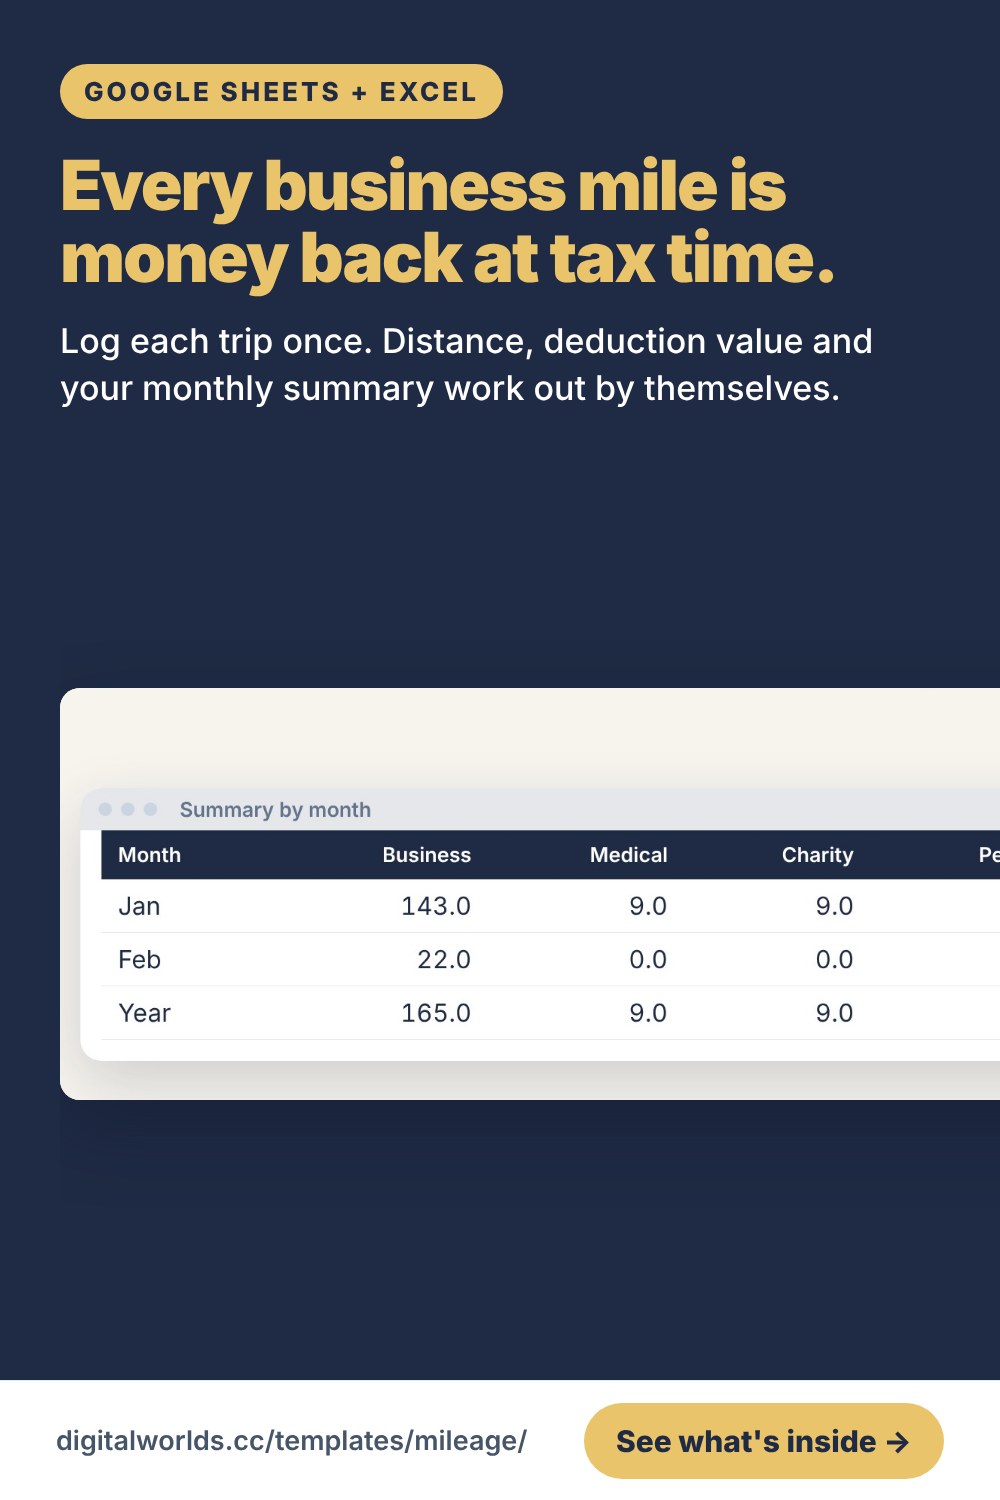 GOOGLE SHEETS + EXCEL
Every business mile is
money back at tax time.
Log each trip once. Distance, deduction value and
your monthly summary work out by themselves.
Summary by month
Month Business Medical Charity Pe
Jan 143.0 9.0 9.0
Feb 22.0 0.0 0.0
Year 165.0 9.0 9.0
digitalworlds.cc/templates/mileage/
See what's inside →